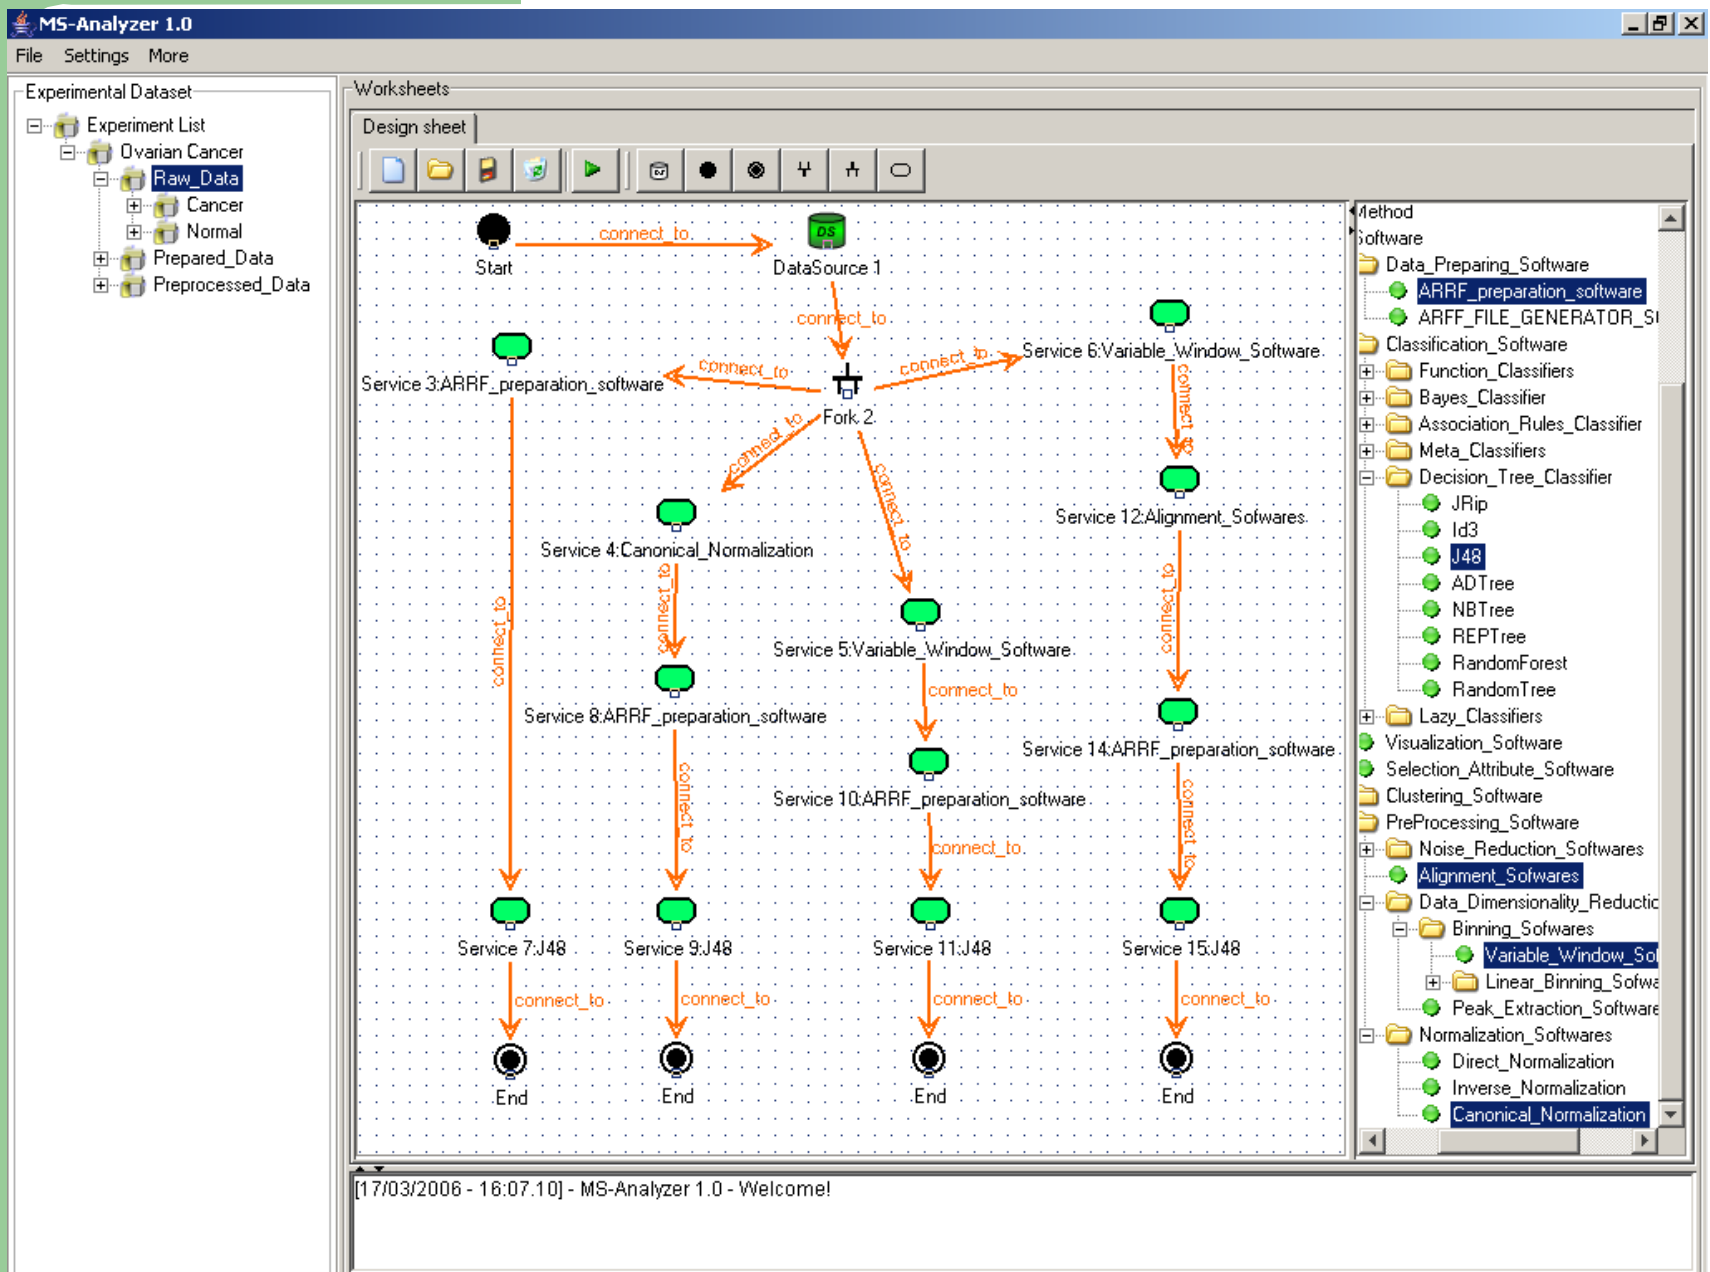 MS-Analyzer 1.0
File Settings More
Experimental Dataset
Experiment List
Ovarian Cancer
Raw_Data
Cancer
Normal
Prepared_Data
Preprocessed_Data
Worksheets
Design sheet
Start
connect_to
DS
DataSource 1
connect_to
Fork 2
connect_to
connect_to
connect_to
connect_to
Service 3:ARRF_preparation_software
Service 6:Variable_Window_Software
connect_to
Service 12:Alignment_Sofwares
Service 4:Canonical_Normalization
connect_to
connect_to
connect_to
Service 5:Variable_Window_Software
connect_to
Service 8:ARRF_preparation_software
Service 14:ARRF_preparation_software
Service 10:ARRF_preparation_software
connect_to
connect_to
connect_to
Service 7:J48
Service 9:J48
Service 11:J48
Service 15:J48
connect_to
connect_to
connect_to
connect_to
End
End
End
End
Software
Data_Preparing_Software
ARRF_preparation_software
ARFF_FILE_GENERATOR_S
Classification_Software
Function_Classifiers
Bayes_Classifier
Association_Rules_Classifier
Meta_Classifiers
Decision_Tree_Classifier
JRip
Id3
J48
ADTree
NBTree
REPTree
RandomForest
RandomTree
Lazy_Classifiers
Visualization_Software
Selection_Attribute_Software
Clustering_Software
PreProcessing_Software
Noise_Reduction_Softwares
Alignment_Sofwares
Data_Dimensionality_Reductic
Binning_Sofwares
Variable_Window_Sof
Linear_Binning_Sofwa
Peak_Extraction_Software
Normalization_Softwares
Direct_Normalization
Inverse_Normalization
Canonical_Normalization
[17/03/2006 - 16:07.10] - MS-Analyzer 1.0 - Welcome!